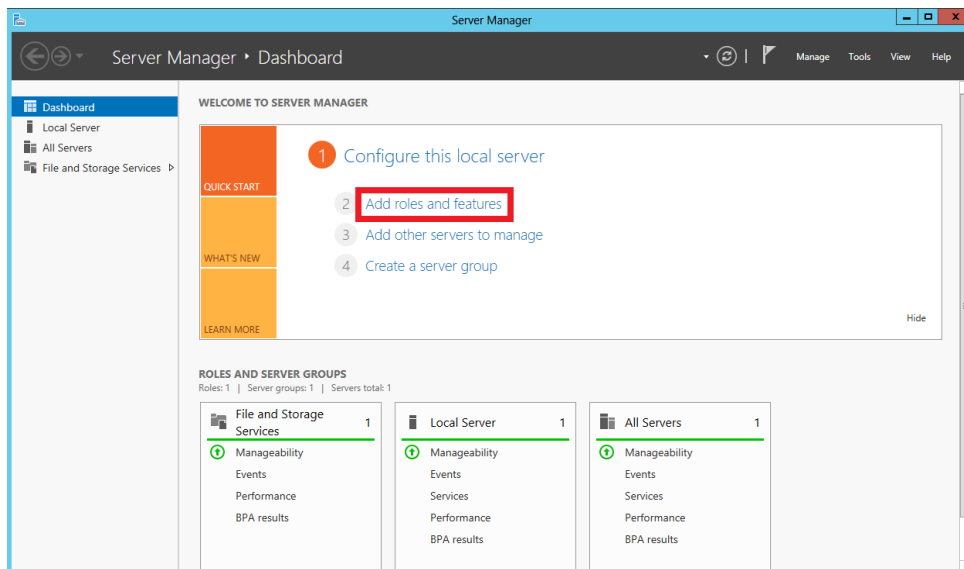 Server Manager
Server Manager ‣ Dashboard
Manage Tools View Help
Dashboard
Local Server
All Servers
File and Storage Services
WELCOME TO SERVER MANAGER
QUICK START
WHAT'S NEW
LEARN MORE
1 Configure this local server
2 Add roles and features
3 Add other servers to manage
4 Create a server group
Hide
ROLES AND SERVER GROUPS
Roles: 1 | Server groups: 1 | Servers total: 1
File and Storage
Services 1
Manageability
Events
Performance
BPA results
Local Server 1
Manageability
Events
Services
Performance
BPA results
All Servers 1
Manageability
Events
Services
Performance
BPA results